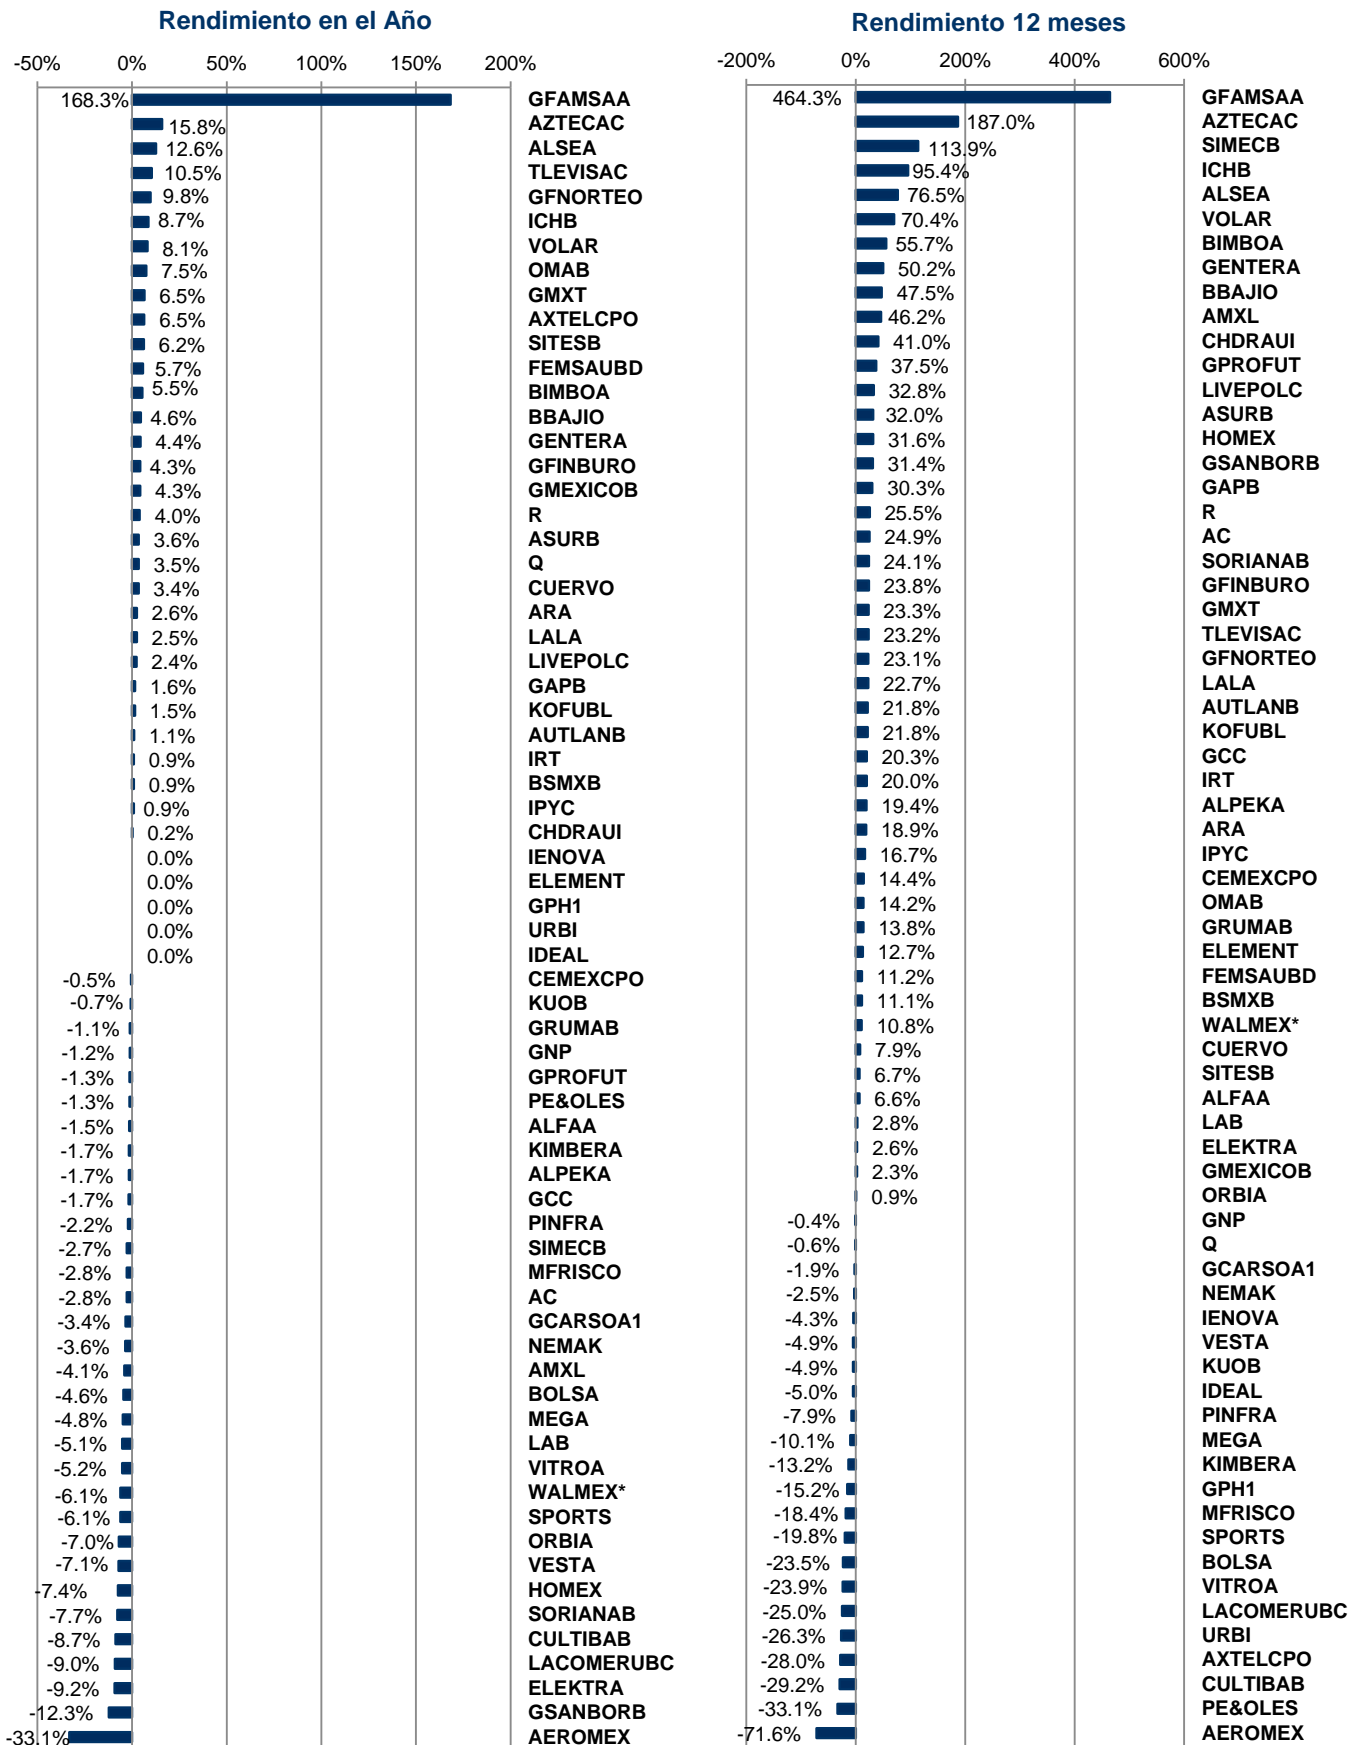 Rendimiento en el Año
-50% 0% 50% 100% 150% 200%
168.3% GFAMSAA
15.8% AZTECAC
12.6% ALSEA
10.5% TLEVISAC
9.8% GFNORTEO
8.7% ICHB
8.1% VOLAR
7.5% OMAB
6.5% GMXT
6.5% AXTELCPO
6.2% SITESB
5.7% FEMSAUBD
5.5% BIMBOA
4.6% BBAJIO
4.4% GENTERA
4.3% GFINBURO
4.3% GMEXICOB
4.0% R
3.6% ASURB
3.5% Q
3.4% CUERVO
2.6% ARA
2.5% LALA
2.4% LIVEPOLC
1.6% GAPB
1.5% KOFUBL
1.1% AUTLANB
0.9% IRT
0.9% BSMXB
0.9% IPYC
0.2% CHDRAUI
0.0% IENOVA
0.0% ELEMENT
0.0% GPH1
0.0% URBI
0.0% IDEAL
-0.5% CEMEXCPO
-0.7% KUOB
-1.1% GRUMAB
-1.2% GNP
-1.3% GPROFUT
-1.3% PE&OLES
-1.5% ALFAA
-1.7% KIMBERA
-1.7% ALPEKA
-1.7% GCC
-2.2% PINFRA
-2.7% SIMECB
-2.8% MFRISCO
-2.8% AC
-3.4% GCARSOA1
-3.6% NEMAK
-4.1% AMXL
-4.6% BOLSA
-4.8% MEGA
-5.1% LAB
-5.2% VITROA
-6.1% WALMEX*
-6.1% SPORTS
-7.0% ORBIA
-7.1% VESTA
-7.4% HOMEX
-7.7% SORIANAB
-8.7% CULTIBAB
-9.0% LACOMERUBC
-9.2% ELEKTRA
-12.3% GSANBORB
-33.1% AEROMEX
Rendimiento 12 meses
-200% 0% 200% 400% 600%
464.3% GFAMSAA
187.0% AZTECAC
113.9% SIMECB
95.4% ICHB
76.5% ALSEA
70.4% VOLAR
55.7% BIMBOA
50.2% GENTERA
47.5% BBAJIO
46.2% AMXL
41.0% CHDRAUI
37.5% GPROFUT
32.8% LIVEPOLC
32.0% ASURB
31.6% HOMEX
31.4% GSANBORB
30.3% GAPB
25.5% R
24.9% AC
24.1% SORIANAB
23.8% GFINBURO
23.3% GMXT
23.2% TLEVISAC
23.1% GFNORTEO
22.7% LALA
21.8% AUTLANB
21.8% KOFUBL
20.3% GCC
20.0% IRT
19.4% ALPEKA
18.9% ARA
16.7% IPYC
14.4% CEMEXCPO
14.2% OMAB
13.8% GRUMAB
12.7% ELEMENT
11.2% FEMSAUBD
11.1% BSMXB
10.8% WALMEX*
7.9% CUERVO
6.7% SITESB
6.6% ALFAA
2.8% LAB
2.6% ELEKTRA
2.3% GMEXICOB
0.9% ORBIA
-0.4% GNP
-0.6% Q
-1.9% GCARSOA1
-2.5% NEMAK
-4.3% IENOVA
-4.9% VESTA
-4.9% KUOB
-5.0% IDEAL
-7.9% PINFRA
-10.1% MEGA
-13.2% KIMBERA
-15.2% GPH1
-18.4% MFRISCO
-19.8% SPORTS
-23.5% BOLSA
-23.9% VITROA
-25.0% LACOMERUBC
-26.3% URBI
-28.0% AXTELCPO
-29.2% CULTIBAB
-33.1% PE&OLES
-71.6% AEROMEX